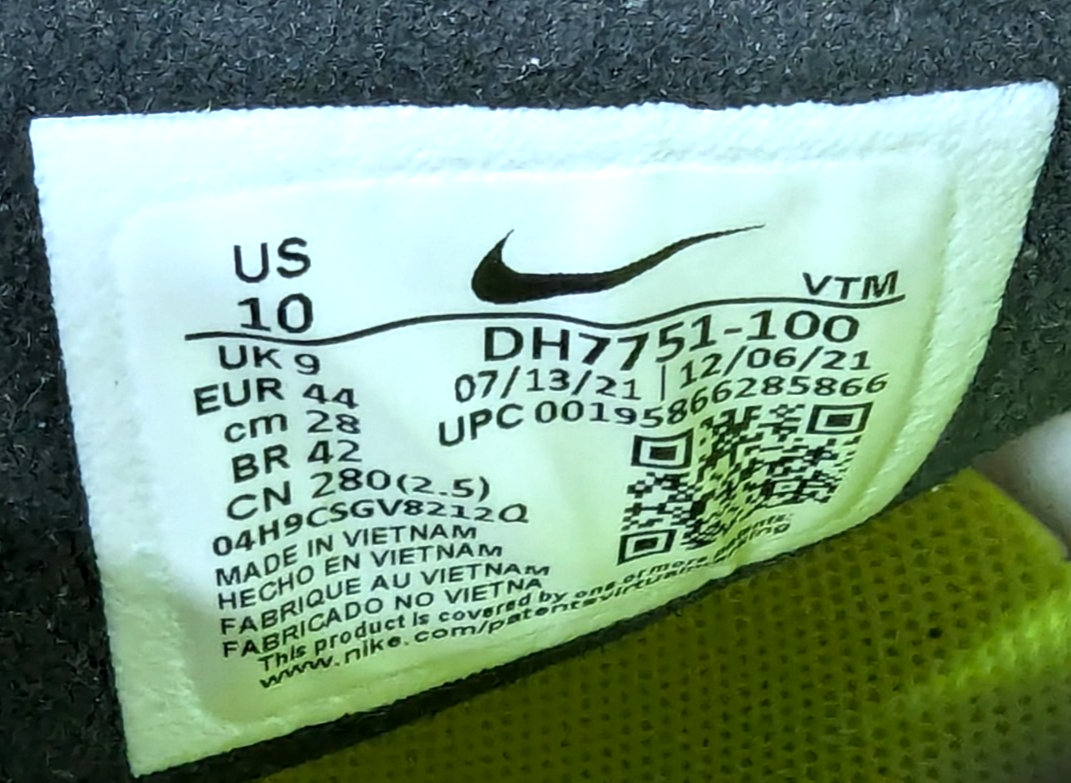 US
10
VTM
UK 9
EUR 44
cm 28
BR 42
CN 280(2.5)
DH7751-100
07/13/21 | 12/06/21
UPC 00195866285866
04H9CSGV8212Q
MADE IN VIETNAM
HECHO EN VIETNAM
FABRIQUE AU VIETNAM
FABRICADO NO VIETNA
This product is covered by one or more patents.
www.nike.com/patentsvirtualmarking